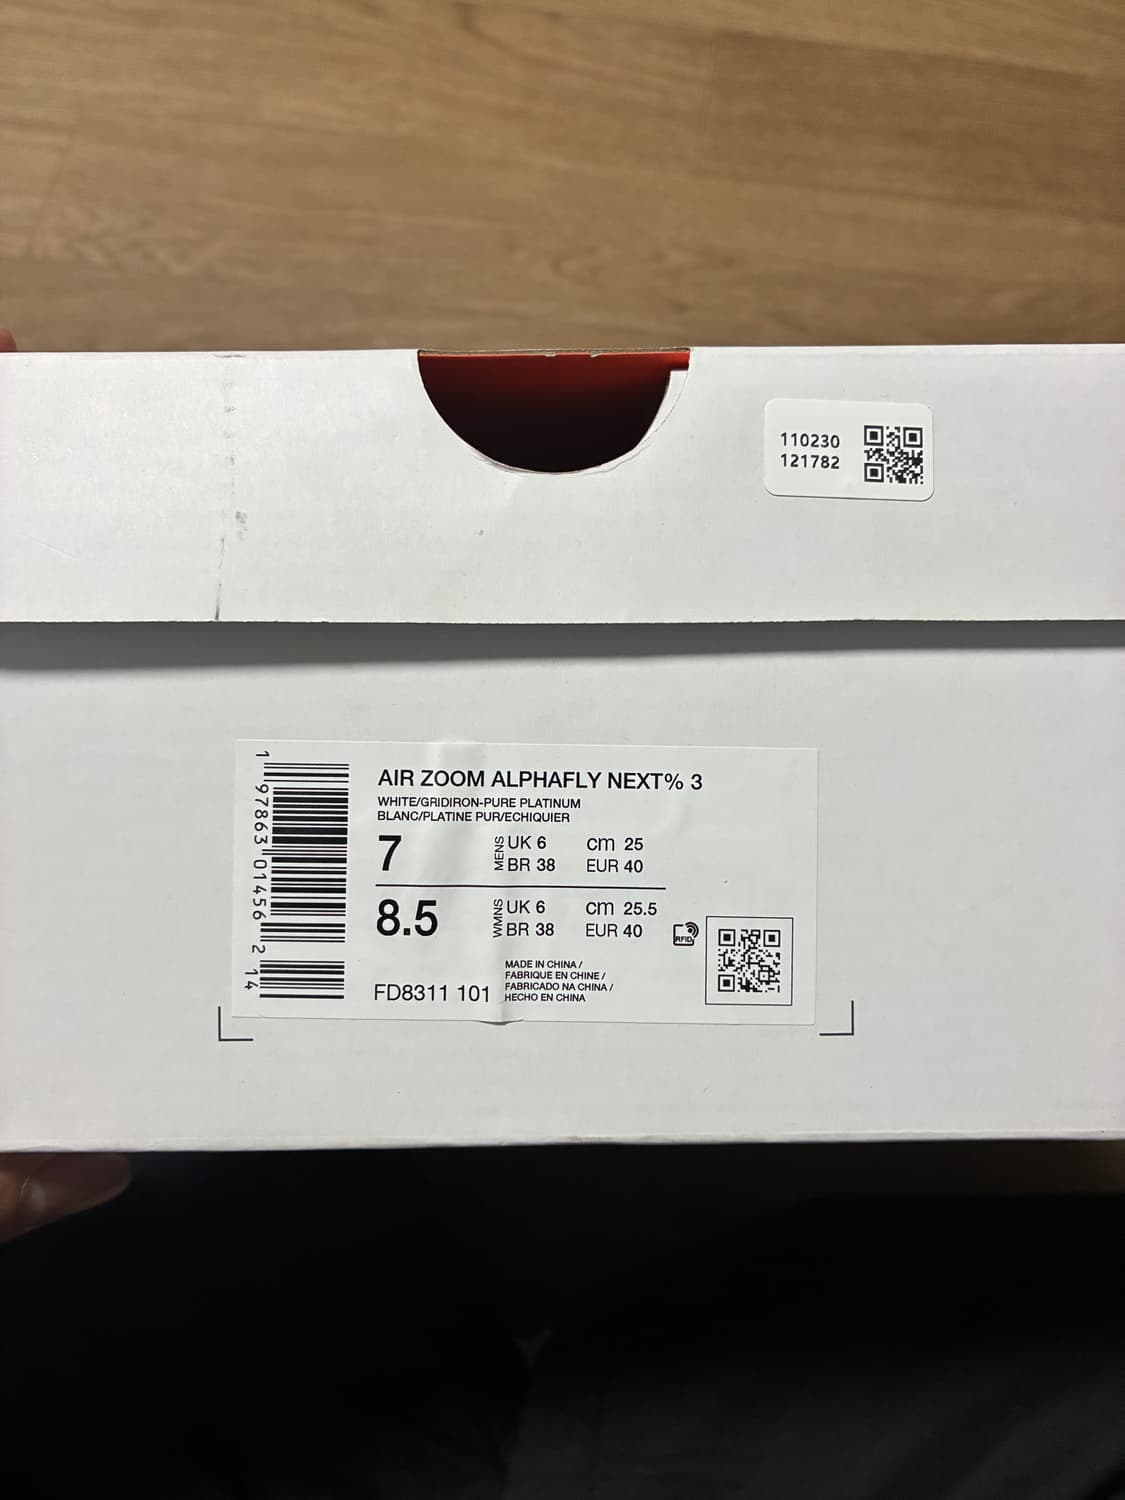 110230
121782
AIR ZOOM ALPHAFLY NEXT% 3
WHITE/GRIDIRON-PURE PLATINUM
BLANC/PLATINE PUR/ECHIQUIER
7 MENS UK 6 cm 25
BR 38 EUR 40
8.5 WMNS UK 6 cm 25.5
BR 38 EUR 40
RFID
MADE IN CHINA /
FABRIQUE EN CHINE /
FABRICADO NA CHINA /
HECHO EN CHINA
FD8311 101
1 97863 01456 2 14